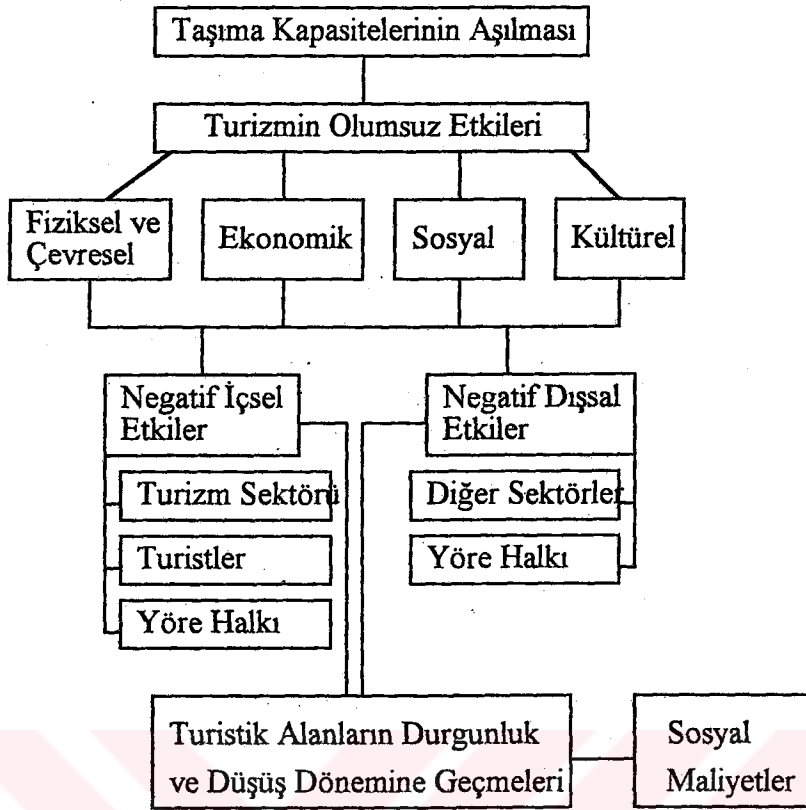 Taşıma Kapasitelerinin Aşılması
Turizmin Olumsuz Etkileri
Fiziksel ve
Çevresel
Ekonomik
Sosyal
Kültürel
Negatif İçsel
Etkiler
Turizm Sektörü
Turistler
Yöre Halkı
Negatif Dışsal
Etkiler
Diğer Sektörler
Yöre Halkı
Turistik Alanların Durgunluk
ve Düşüş Dönemine Geçmeleri
Sosyal
Maliyetler